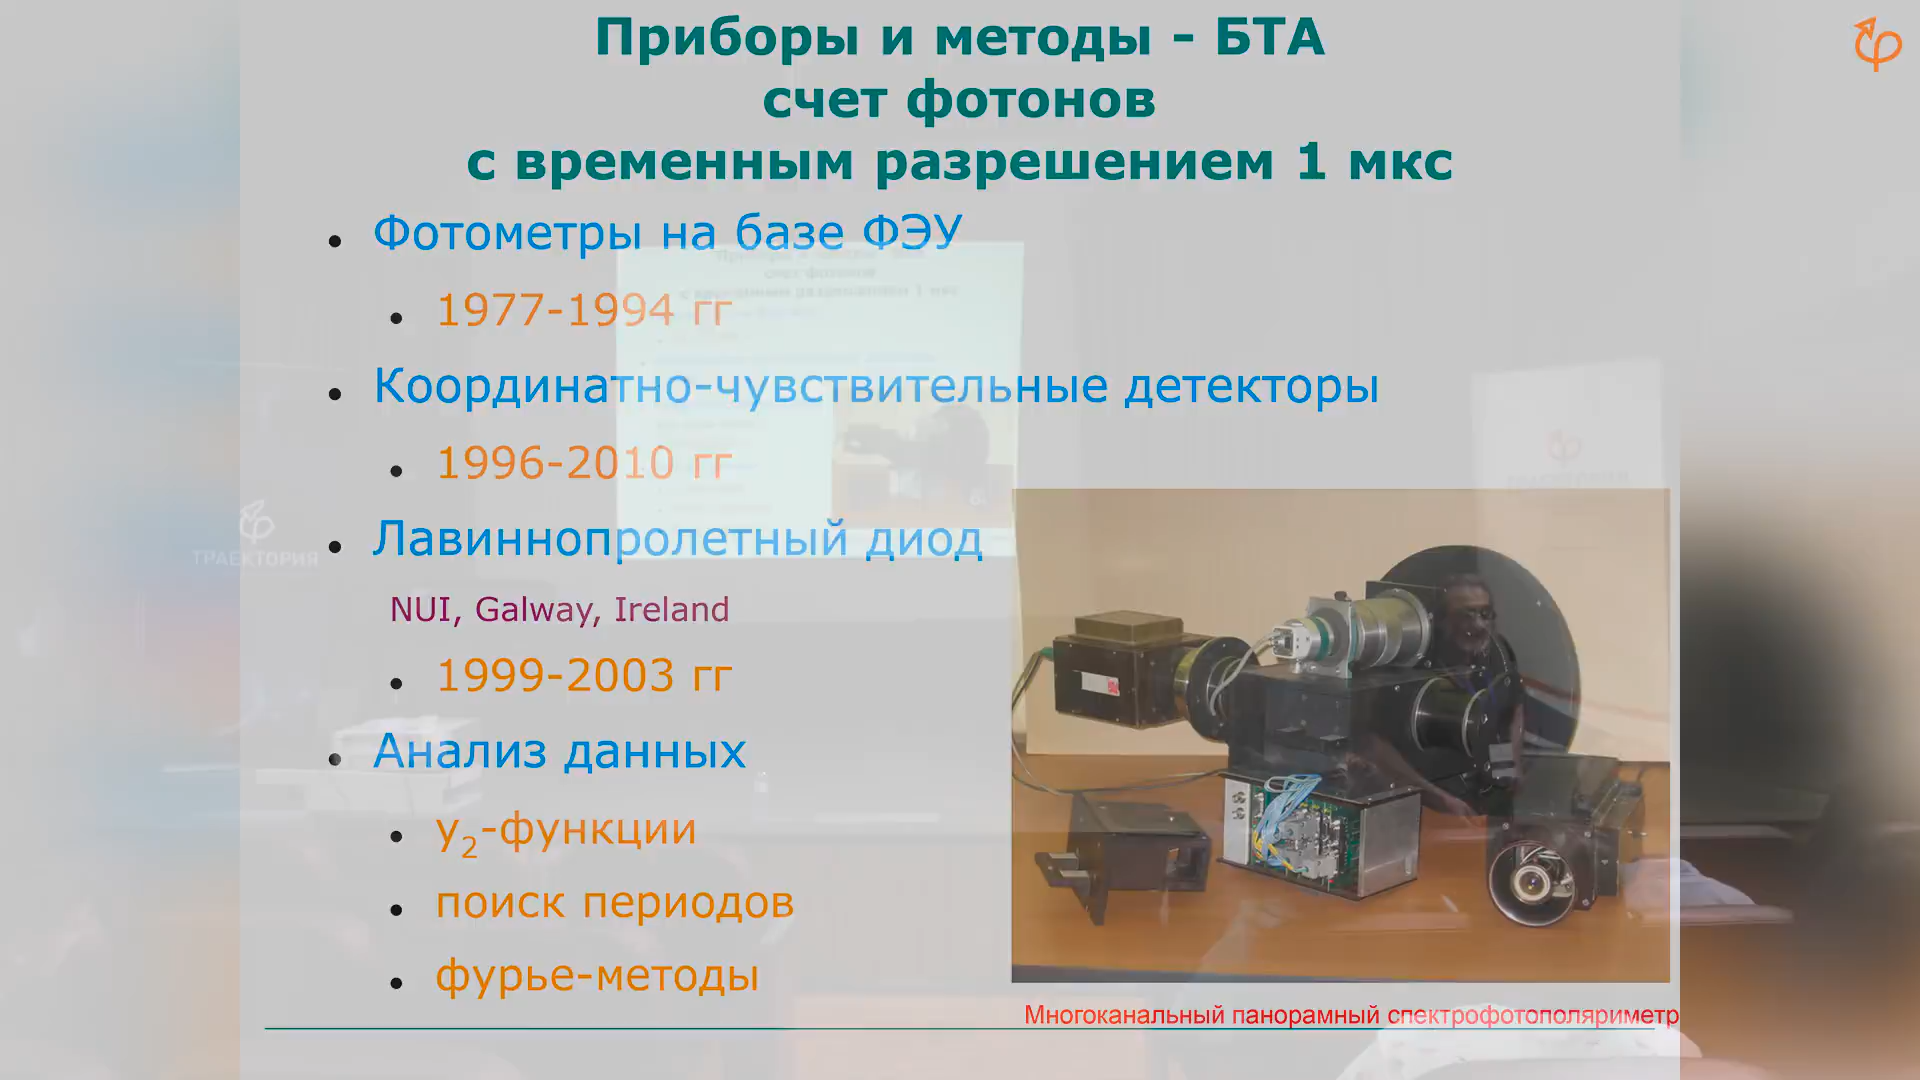 Приборы и методы - БТА
счет фотонов
с временным разрешением 1 мкс
Фотометры на базе ФЭУ
1977-1994 гг
Координатно-чувствительные детекторы
1996-2010 гг
Лавиннопролетный диод
NUI, Galway, Ireland
1999-2003 гг
Анализ данных
y2-функции
поиск периодов
фурье-методы
Многоканальный панорамный спектрофотополяриметр
ТРАЕКТОРИЯ